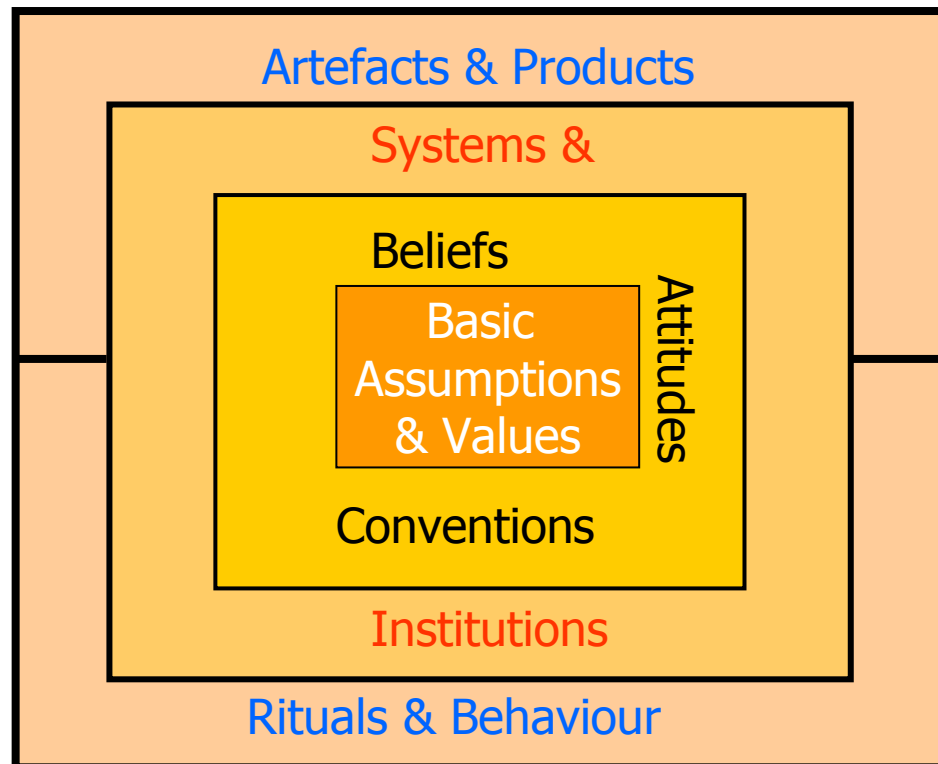 Artefacts & Products
Systems &
Beliefs
Attitudes
Basic
Assumptions
& Values
Conventions
Institutions
Rituals & Behaviour